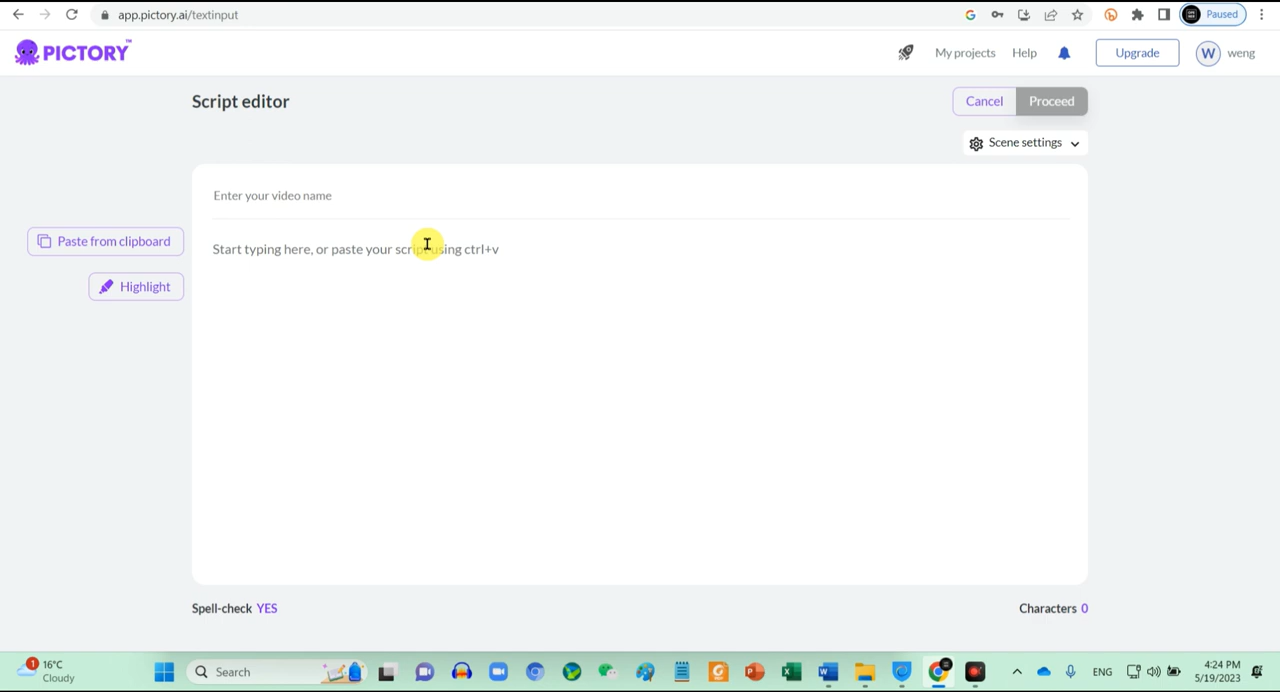 app.pictory.ai/textinput
Paused
PICTORY™
My projects
Help
Upgrade
W
weng
Script editor
Cancel
Proceed
Scene settings
Enter your video name
Paste from clipboard
Start typing here, or paste your script using ctrl+v
Highlight
Spell-check YES
Characters 0
1
16°C
Cloudy
Search
ENG
4:24 PM
5/19/2023